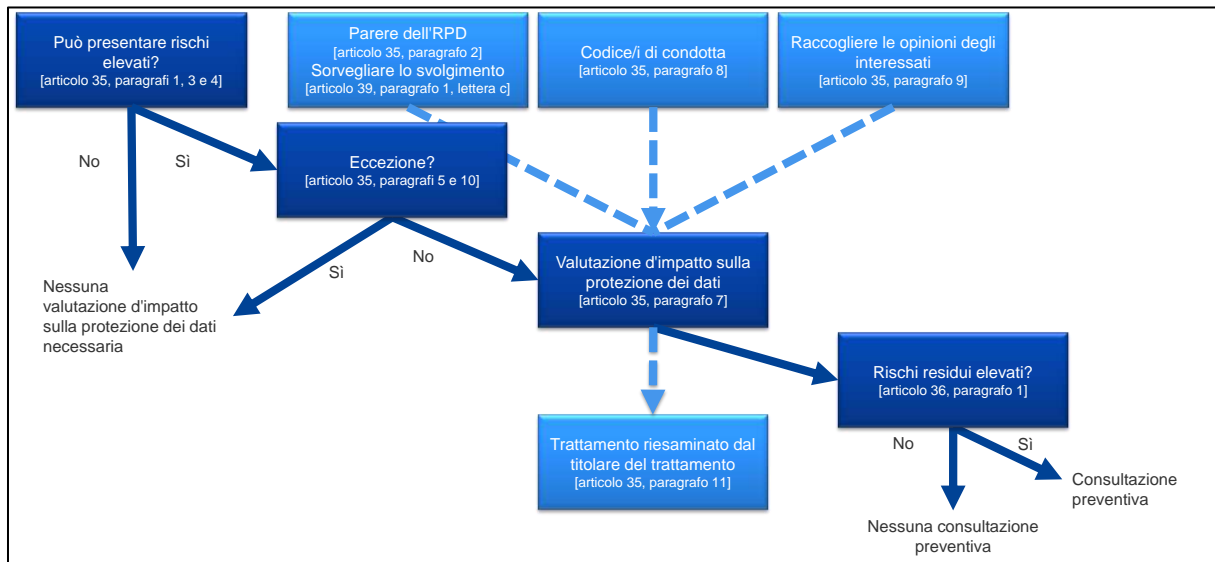 Può presentare rischi
elevati?
[articolo 35, paragrafi 1, 3 e 4]
Parere dell'RPD
[articolo 35, paragrafo 2]
Sorvegliare lo svolgimento
[articolo 39, paragrafo 1, lettera c]
Codice/i di condotta
[articolo 35, paragrafo 8]
Raccogliere le opinioni degli
interessati
[articolo 35, paragrafo 9]
No
Sì
Eccezione?
[articolo 35, paragrafi 5 e 10]
Sì
No
Nessuna
valutazione d'impatto
sulla protezione dei dati
necessaria
Valutazione d'impatto sulla
protezione dei dati
[articolo 35, paragrafo 7]
Rischi residui elevati?
[articolo 36, paragrafo 1]
Trattamento riesaminato dal
titolare del trattamento
[articolo 35, paragrafo 11]
No
Sì
Consultazione
preventiva
Nessuna consultazione
preventiva